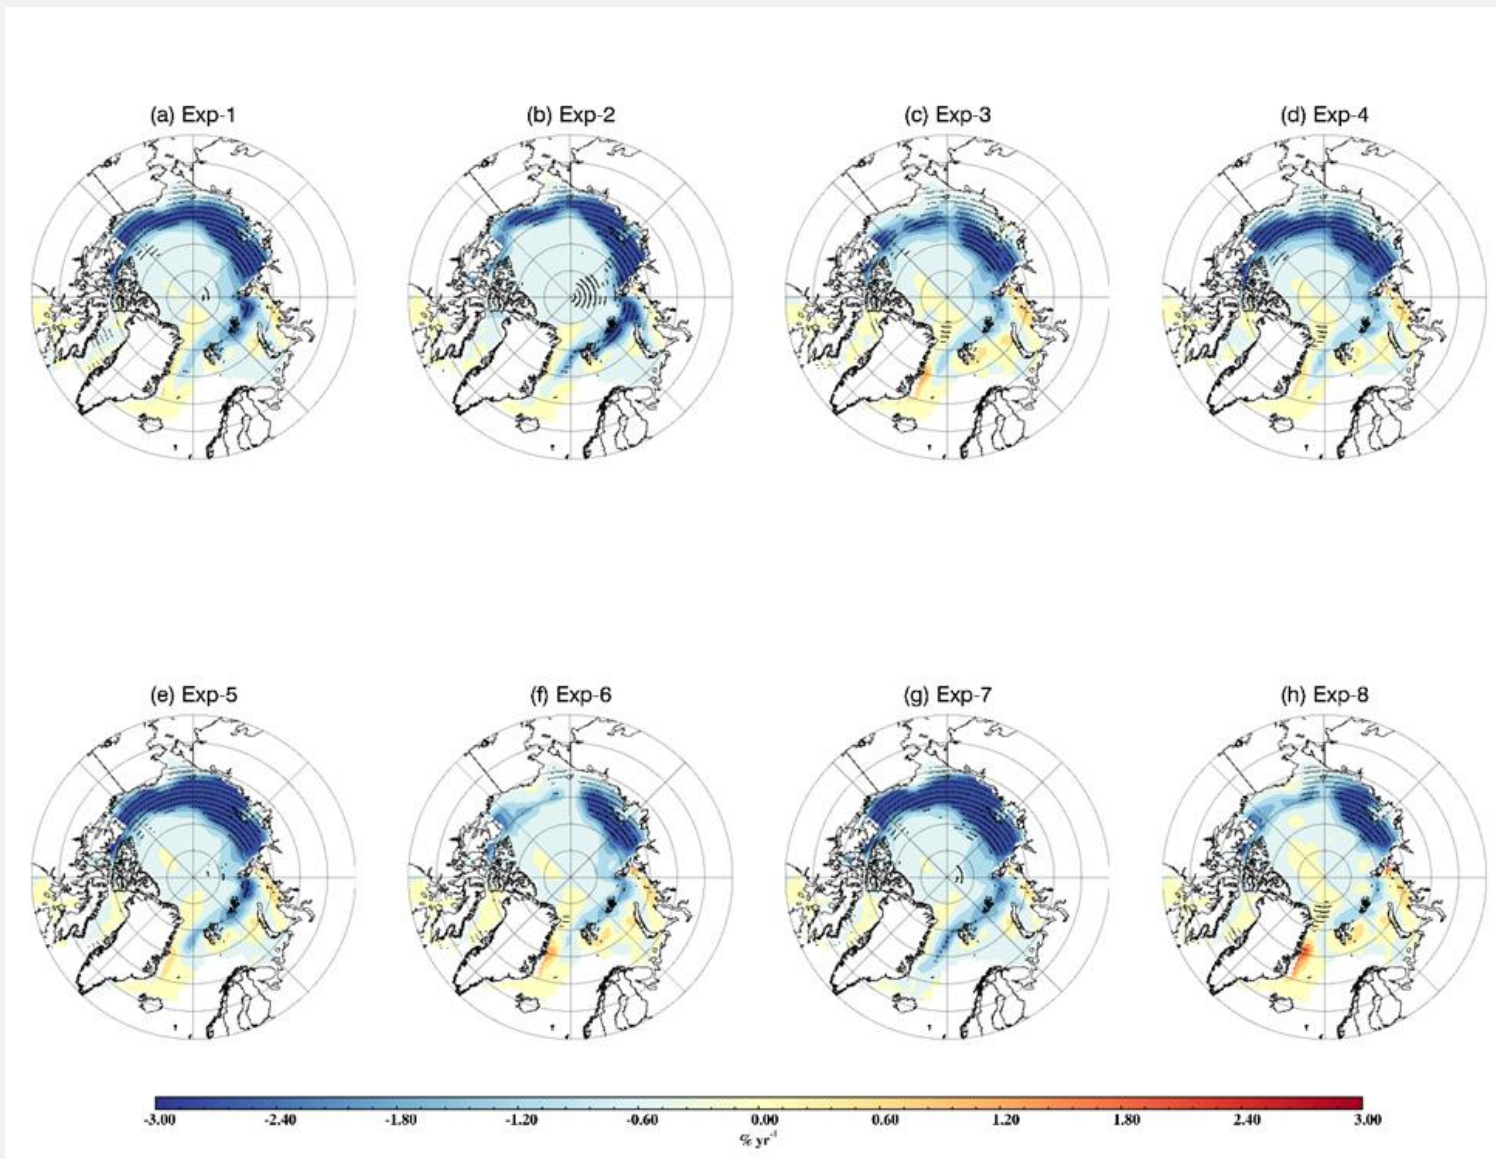 (a) Exp-1
(b) Exp-2
(c) Exp-3
(d) Exp-4
(e) Exp-5
(f) Exp-6
(g) Exp-7
(h) Exp-8
-3.00 -2.40 -1.80 -1.20 -0.60 0.00 0.60 1.20 1.80 2.40 3.00
% yr⁻¹